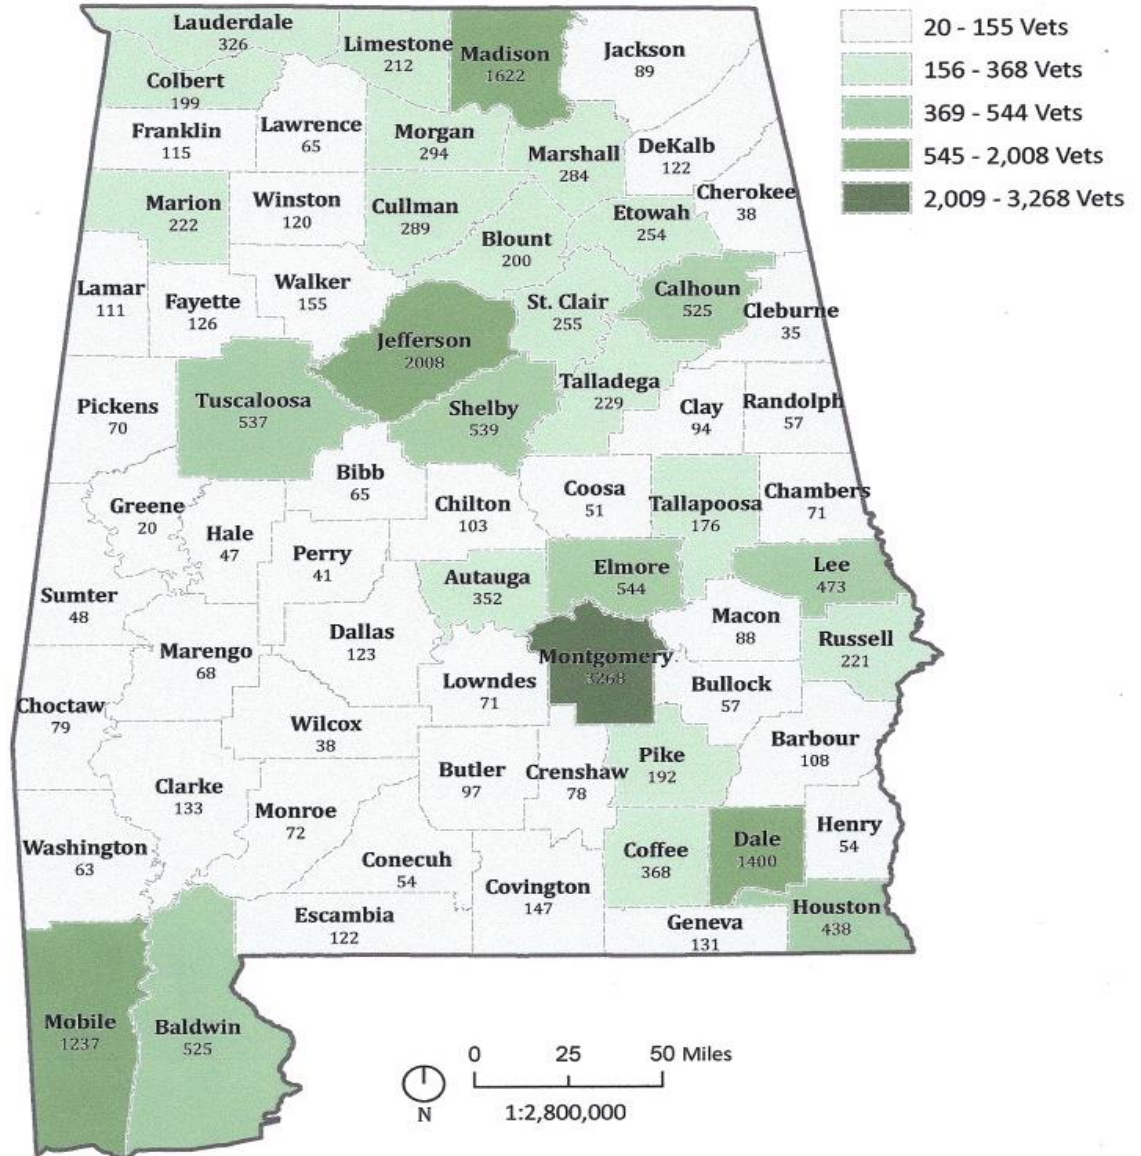 Lauderdale
326
Limestone
212
Madison
1622
Jackson
89
Colbert
199
Franklin
115
Lawrence
65
Morgan
294
Marshall
284
DeKalb
122
Cherokee
38
Marion
222
Winston
120
Cullman
289
Blount
200
Etowah
254
Lamar
111
Fayette
126
Walker
155
Jefferson
2008
St. Clair
255
Calhoun
525
Cleburne
35
Pickens
70
Tuscaloosa
537
Shelby
539
Talladega
229
Clay
94
Randolph
57
Greene
20
Hale
47
Bibb
65
Chilton
103
Coosa
51
Tallapoosa
176
Chambers
71
Sumter
48
Perry
41
Autauga
352
Elmore
544
Lee
473
Marengo
68
Dallas
123
Lowndes
71
Montgomery
3268
Macon
88
Russell
221
Bullock
57
Choctaw
79
Wilcox
38
Clarke
133
Butler
97
Crenshaw
78
Pike
192
Barbour
108
Washington
63
Monroe
72
Conecuh
54
Covington
147
Coffee
368
Dale
1400
Henry
54
Escambia
122
Geneva
131
Houston
438
Mobile
1237
Baldwin
525
20 - 155 Vets
156 - 368 Vets
369 - 544 Vets
545 - 2,008 Vets
2,009 - 3,268 Vets
0 25 50 Miles
N
1:2,800,000